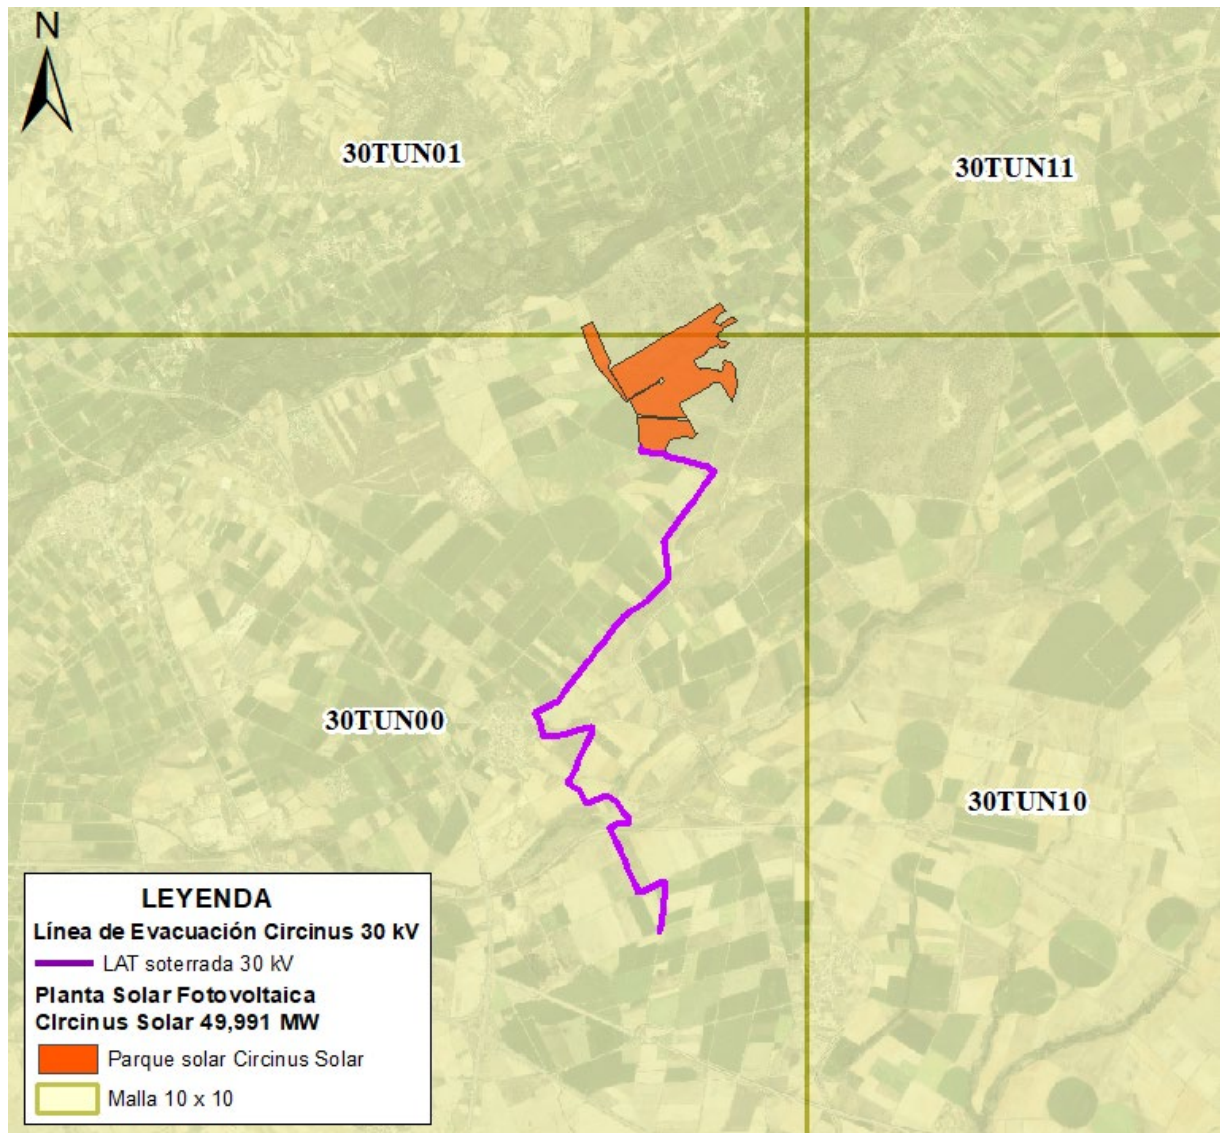 N
30TUN01
30TUN11
30TUN00
30TUN10
LEYENDA
Línea de Evacuación Circinus 30 kV
LAT soterrada 30 kV
Planta Solar Fotovoltaica
Circinus Solar 49,991 MW
Parque solar Circinus Solar
Malla 10 x 10